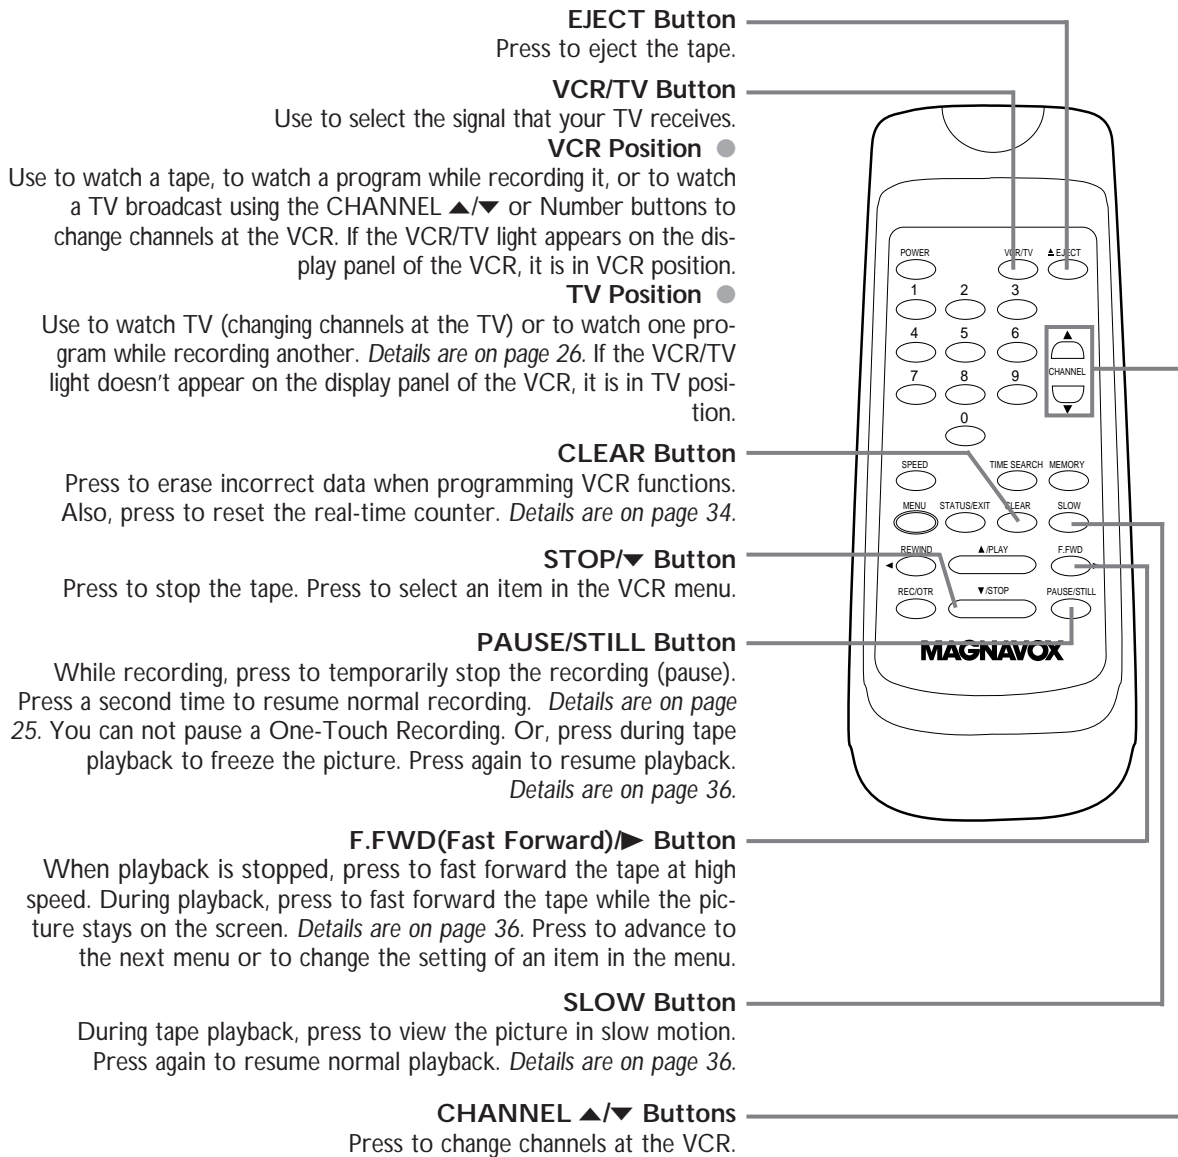 EJECT Button
Press to eject the tape.
VCR/TV Button
Use to select the signal that your TV receives.
VCR Position ●
Use to watch a tape, to watch a program while recording it, or to watch
a TV broadcast using the CHANNEL ▲/▼ or Number buttons to
change channels at the VCR. If the VCR/TV light appears on the dis-
play panel of the VCR, it is in VCR position.
TV Position ●
Use to watch TV (changing channels at the TV) or to watch one pro-
gram while recording another. Details are on page 26. If the VCR/TV
light doesn't appear on the display panel of the VCR, it is in TV posi-
tion.
CLEAR Button
Press to erase incorrect data when programming VCR functions.
Also, press to reset the real-time counter. Details are on page 34.
STOP/▼ Button
Press to stop the tape. Press to select an item in the VCR menu.
PAUSE/STILL Button
While recording, press to temporarily stop the recording (pause).
Press a second time to resume normal recording. Details are on page
25. You can not pause a One-Touch Recording. Or, press during tape
playback to freeze the picture. Press again to resume playback.
Details are on page 36.
F.FWD(Fast Forward)/► Button
When playback is stopped, press to fast forward the tape at high
speed. During playback, press to fast forward the tape while the pic-
ture stays on the screen. Details are on page 36. Press to advance to
the next menu or to change the setting of an item in the menu.
SLOW Button
During tape playback, press to view the picture in slow motion.
Press again to resume normal playback. Details are on page 36.
CHANNEL ▲/▼ Buttons
Press to change channels at the VCR.
POWER VCR/TV ▲ EJECT
1 2 3
4 5 6
▲
CHANNEL
▼
7 8 9
0
SPEED TIME SEARCH MEMORY
MENU STATUS/EXIT CLEAR SLOW
◄ REWIND ▲/PLAY F.FWD ►
REC/OTR ▼/STOP PAUSE/STILL
MAGNAVOX